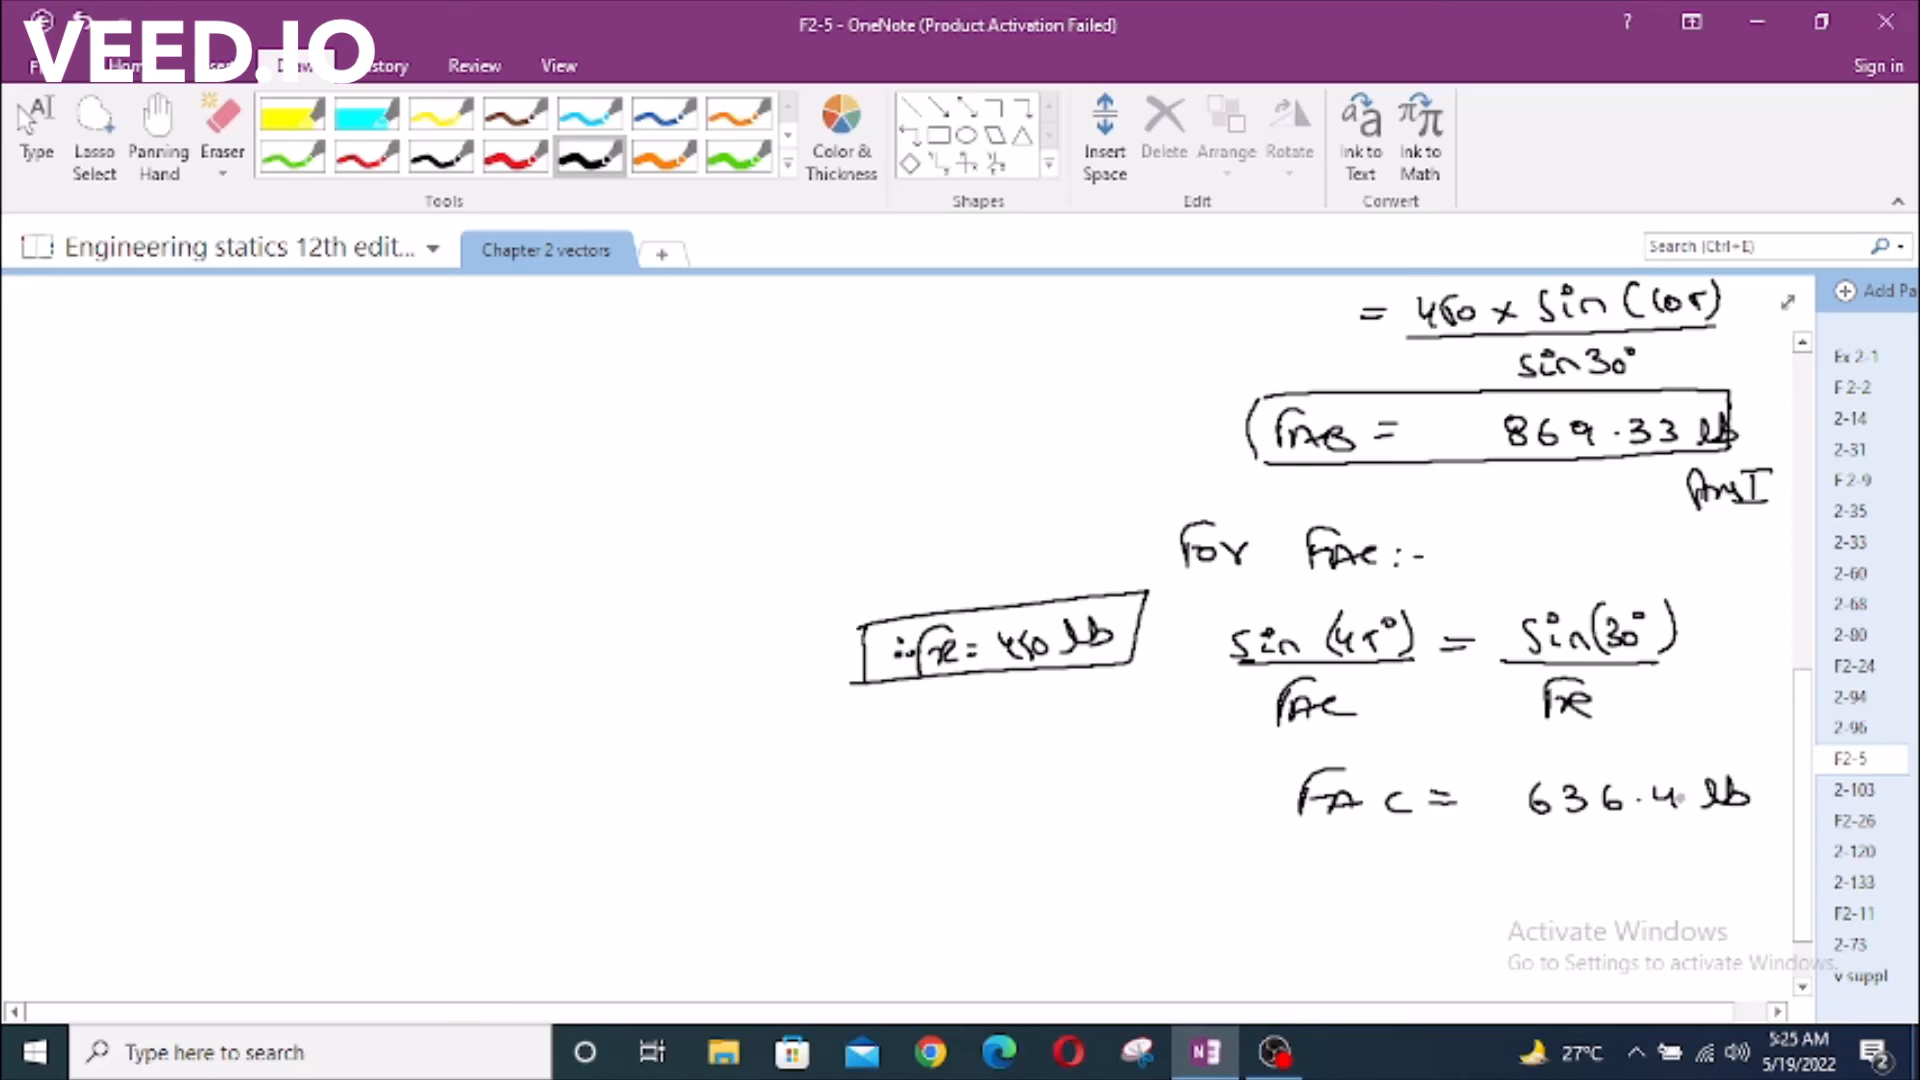 F2-5 - OneNote (Product Activation Failed)
VEED.IO
Review
View
Sign in
Type
Lasso Select
Panning Hand
Eraser
Color & Thickness
Insert Space
Delete
Arrange
Rotate
Ink to Text
Ink to Math
Tools
Shapes
Edit
Convert
Engineering statics 12th edit...
Chapter 2 vectors
Search (Ctrl+E)
Add Pa
= 450 × sin (105)
sin 30°
FAB = 869.33 lb
Ans I
For FAC :-
∴ FR = 450 lb
sin (45°) = sin(30°)
FAC FR
FAC = 636.4 lb
Ex 2-1
F 2-2
2-14
2-31
F 2-9
2-35
2-33
2-60
2-68
2-80
F2-24
2-94
2-96
F2-5
2-103
F2-26
2-120
2-133
F2-11
2-73
v suppl
Activate Windows
Go to Settings to activate Windows.
Type here to search
27°C
5:25 AM
5/19/2022
2